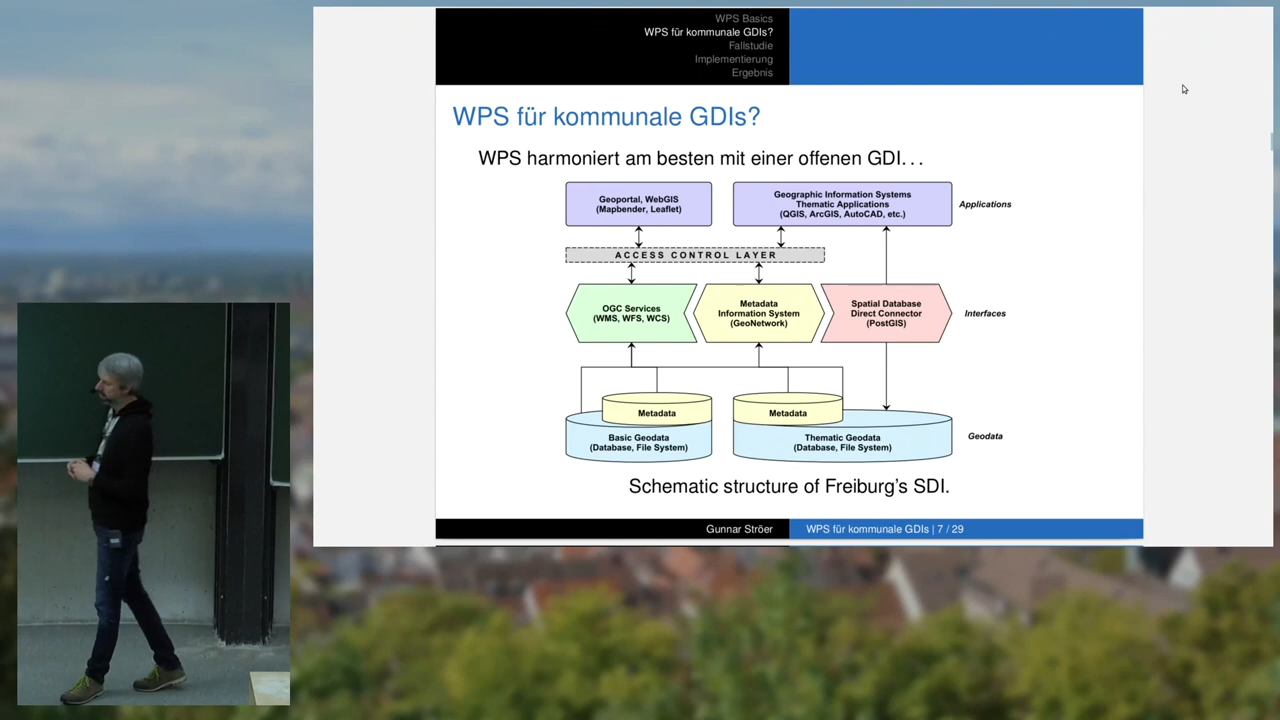 WPS Basics
WPS für kommunale GDIs?
Fallstudie
Implementierung
Ergebnis
WPS für kommunale GDIs?
WPS harmoniert am besten mit einer offenen GDI...
Geoportal, WebGIS
(Mapbender, Leaflet)
Geographic Information Systems
Thematic Applications
(QGIS, ArcGIS, AutoCAD, etc.)
Applications
ACCESS CONTROL LAYER
OGC Services
(WMS, WFS, WCS)
Metadata
Information System
(GeoNetwork)
Spatial Database
Direct Connector
(PostGIS)
Interfaces
Metadata
Metadata
Basic Geodata
(Database, File System)
Thematic Geodata
(Database, File System)
Geodata
Schematic structure of Freiburg's SDI.
Gunnar Ströer
WPS für kommunale GDIs | 7 / 29